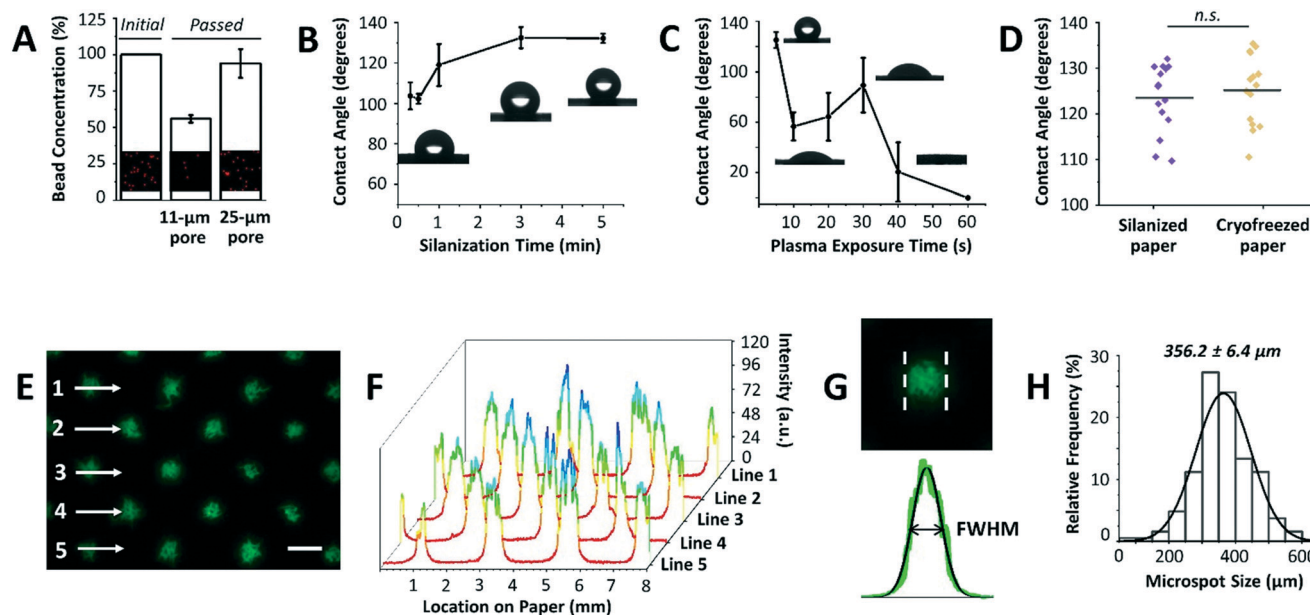 A
Bead Concentration (%)
Initial
Passed
100
75
50
25
0
11-μm
pore
25-μm
pore
B
Contact Angle (degrees)
140
120
100
80
60
0
1
2
3
4
5
Silanization Time (min)
C
Contact Angle (degrees)
140
100
60
20
10
20
30
40
50
60
Plasma Exposure Time (s)
D
Contact Angle (degrees)
n.s.
130
120
110
100
Silanized
paper
Cryofreezed
paper
E
1
2
3
4
5
F
120
96
72
48
24
0
Intensity (a.u.)
Line 1
Line 2
Line 3
Line 4
Line 5
1
2
3
4
5
6
7
8
Location on Paper (mm)
G
FWHM
H
356.2 ± 6.4 μm
Relative Frequency (%)
30
20
10
0
0
200
400
600
Microspot Size (μm)